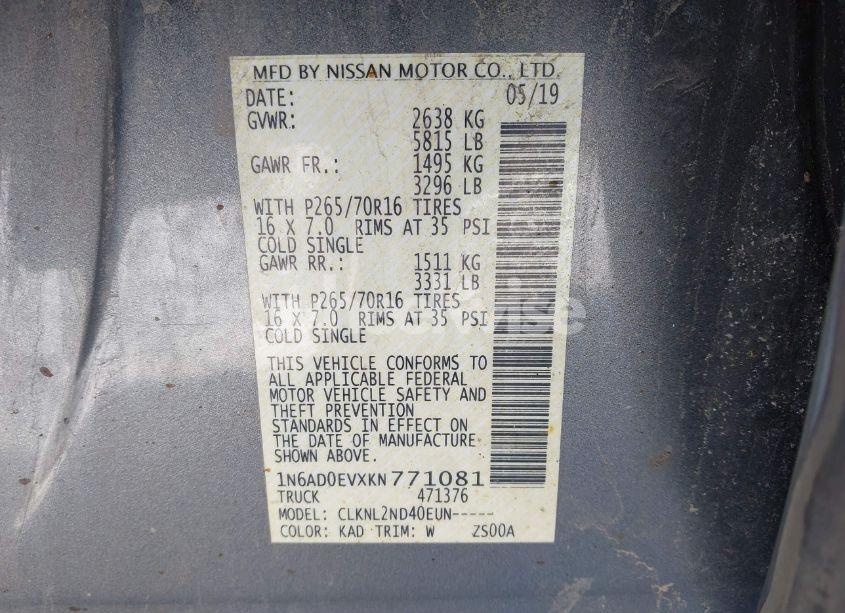 MFD BY NISSAN MOTOR CO., LTD.
DATE: 05/19
GVWR: 2638 KG
5815 LB
GAWR FR.: 1495 KG
3296 LB
WITH P265/70R16 TIRES
16 X 7.0 RIMS AT 35 PSI
COLD SINGLE
GAWR RR.: 1511 KG
3331 LB
WITH P265/70R16 TIRES
16 X 7.0 RIMS AT 35 PSI
COLD SINGLE
THIS VEHICLE CONFORMS TO
ALL APPLICABLE FEDERAL
MOTOR VEHICLE SAFETY AND
THEFT PREVENTION
STANDARDS IN EFFECT ON
THE DATE OF MANUFACTURE
SHOWN ABOVE.
1N6AD0EVXKN771081
TRUCK 471376
MODEL: CLKNL2ND40EUN-----
COLOR: KAD TRIM: W ZS00A